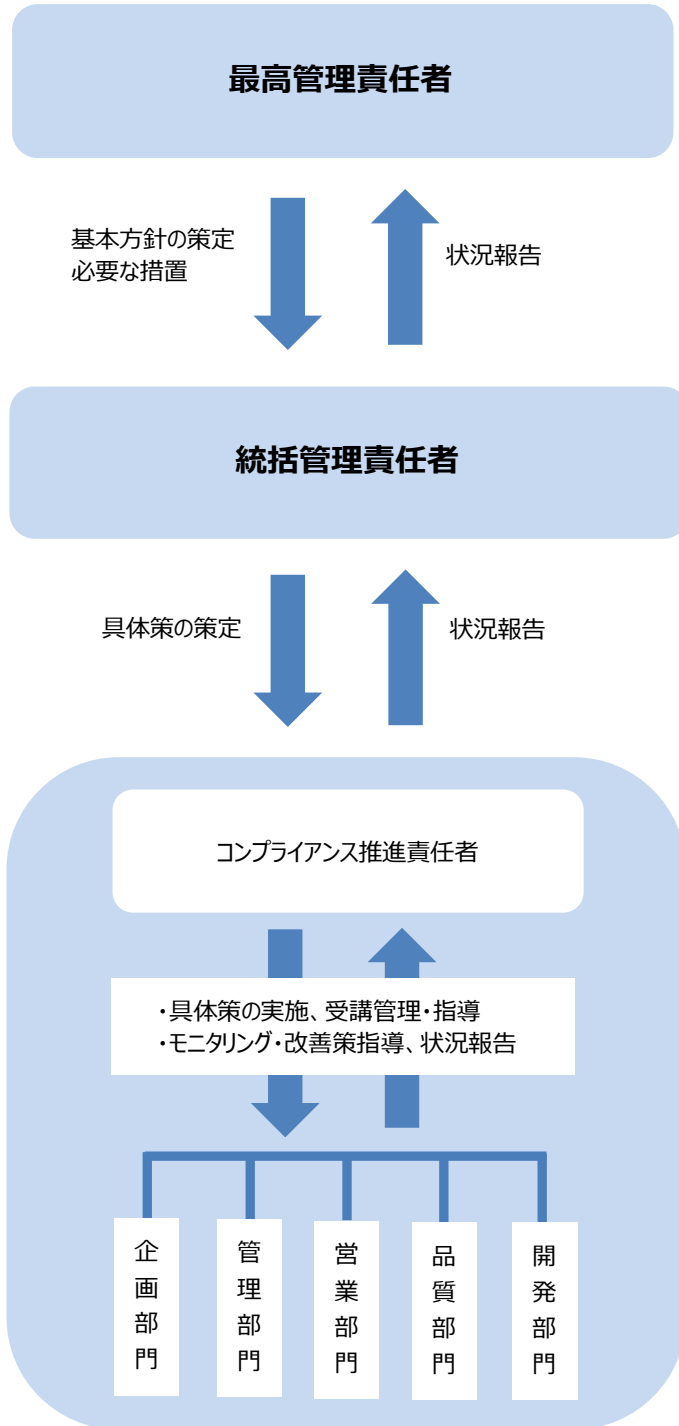 最高管理責任者
基本方針の策定
必要な措置
状況報告
統括管理責任者
具体策の策定
状況報告
コンプライアンス推進責任者
・具体策の実施、受講管理・指導
・モニタリング・改善策指導、状況報告
企画部門
管理部門
営業部門
品質部門
開発部門